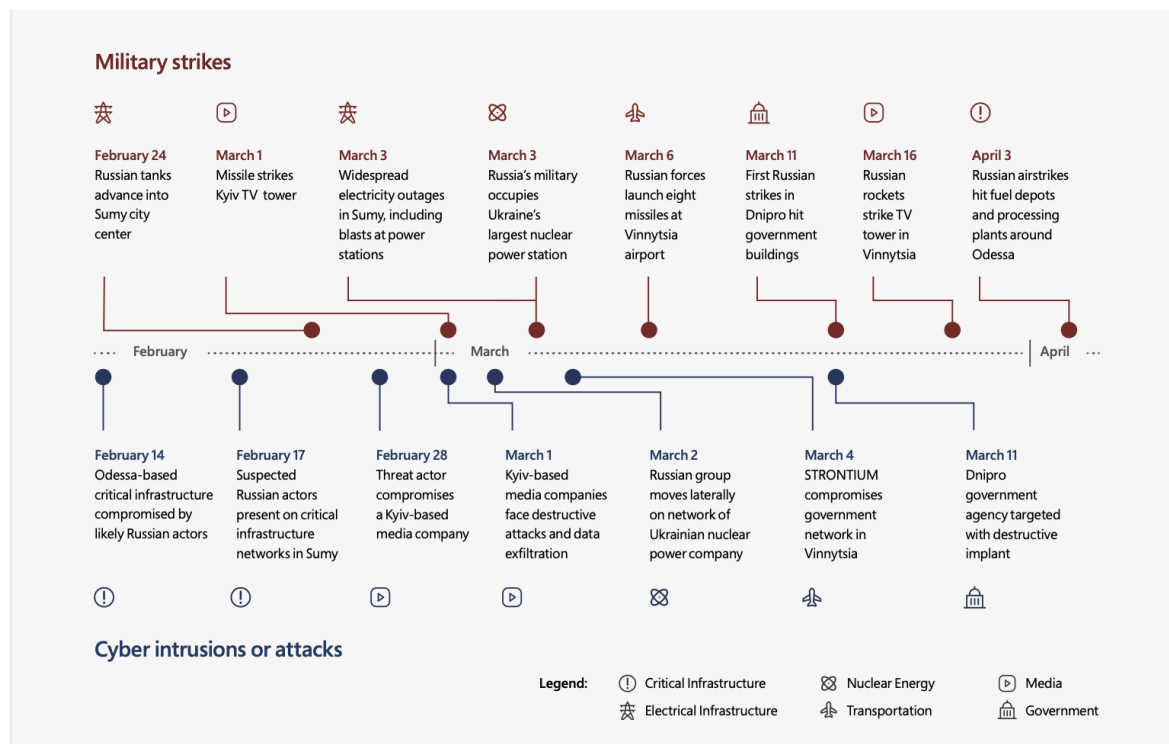 Military strikes
February 24
Russian tanks
advance into
Sumy city
center
March 1
Missile strikes
Kyiv TV tower
March 3
Widespread
electricity outages
in Sumy, including
blasts at power
stations
March 3
Russia's military
occupies
Ukraine's
largest nuclear
power station
March 6
Russian forces
launch eight
missiles at
Vinnytsia
airport
March 11
First Russian
strikes in
Dnipro hit
government
buildings
March 16
Russian
rockets
strike TV
tower in
Vinnytsia
April 3
Russian airstrikes
hit fuel depots
and processing
plants around
Odessa
February
March
April
February 14
Odessa-based
critical infrastructure
compromised by
likely Russian actors
February 17
Suspected
Russian actors
present on critical
infrastructure
networks in Sumy
February 28
Threat actor
compromises
a Kyiv-based
media company
March 1
Kyiv-based
media companies
face destructive
attacks and data
exfiltration
March 2
Russian group
moves laterally
on network of
Ukrainian nuclear
power company
March 4
STRONTIUM
compromises
government
network in
Vinnytsia
March 11
Dnipro
government
agency targeted
with destructive
implant
Cyber intrusions or attacks
Legend:
Critical Infrastructure
Nuclear Energy
Media
Electrical Infrastructure
Transportation
Government